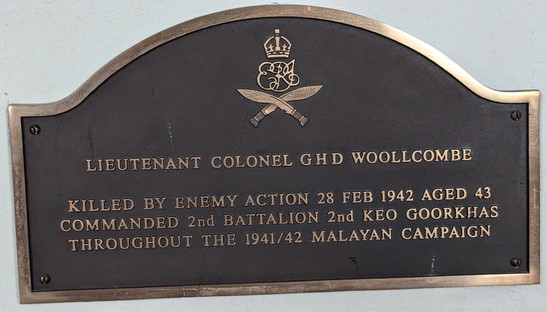 LIEUTENANT COLONEL G H D WOOLLCOMBE
KILLED BY ENEMY ACTION 28 FEB 1942 AGED 43
COMMANDED 2nd BATTALION 2nd KEO GOORKHAS
THROUGHOUT THE 1941/42 MALAYAN CAMPAIGN